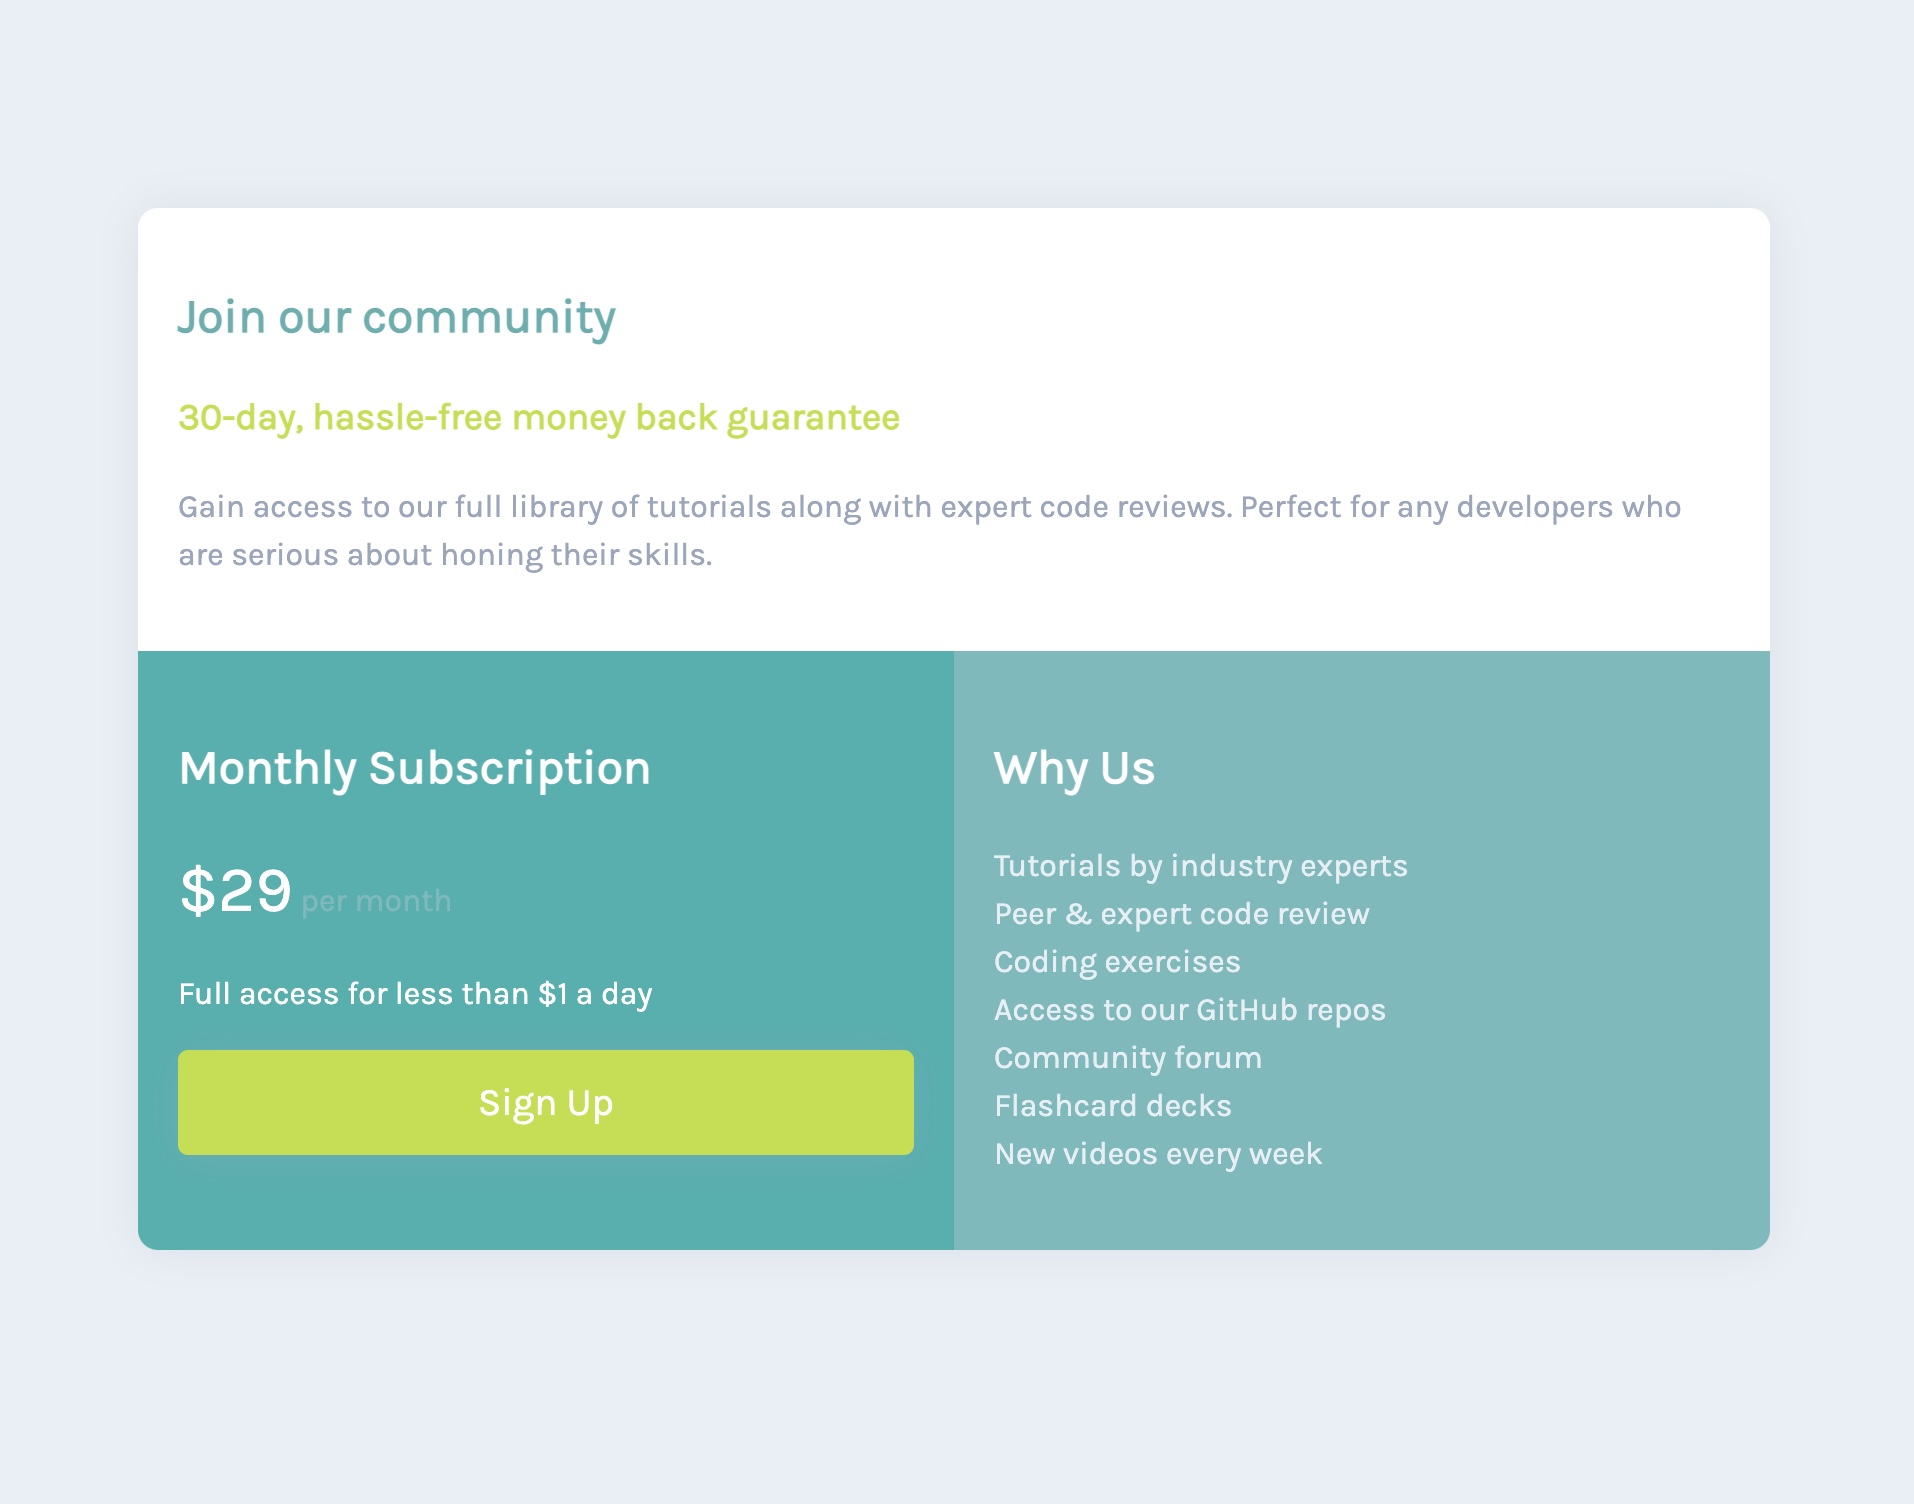 Join our community
30-day, hassle-free money back guarantee
Gain access to our full library of tutorials along with expert code reviews. Perfect for any developers who
are serious about honing their skills.
Monthly Subscription
$29 per month
Full access for less than $1 a day
Sign Up
Why Us
Tutorials by industry experts
Peer & expert code review
Coding exercises
Access to our GitHub repos
Community forum
Flashcard decks
New videos every week